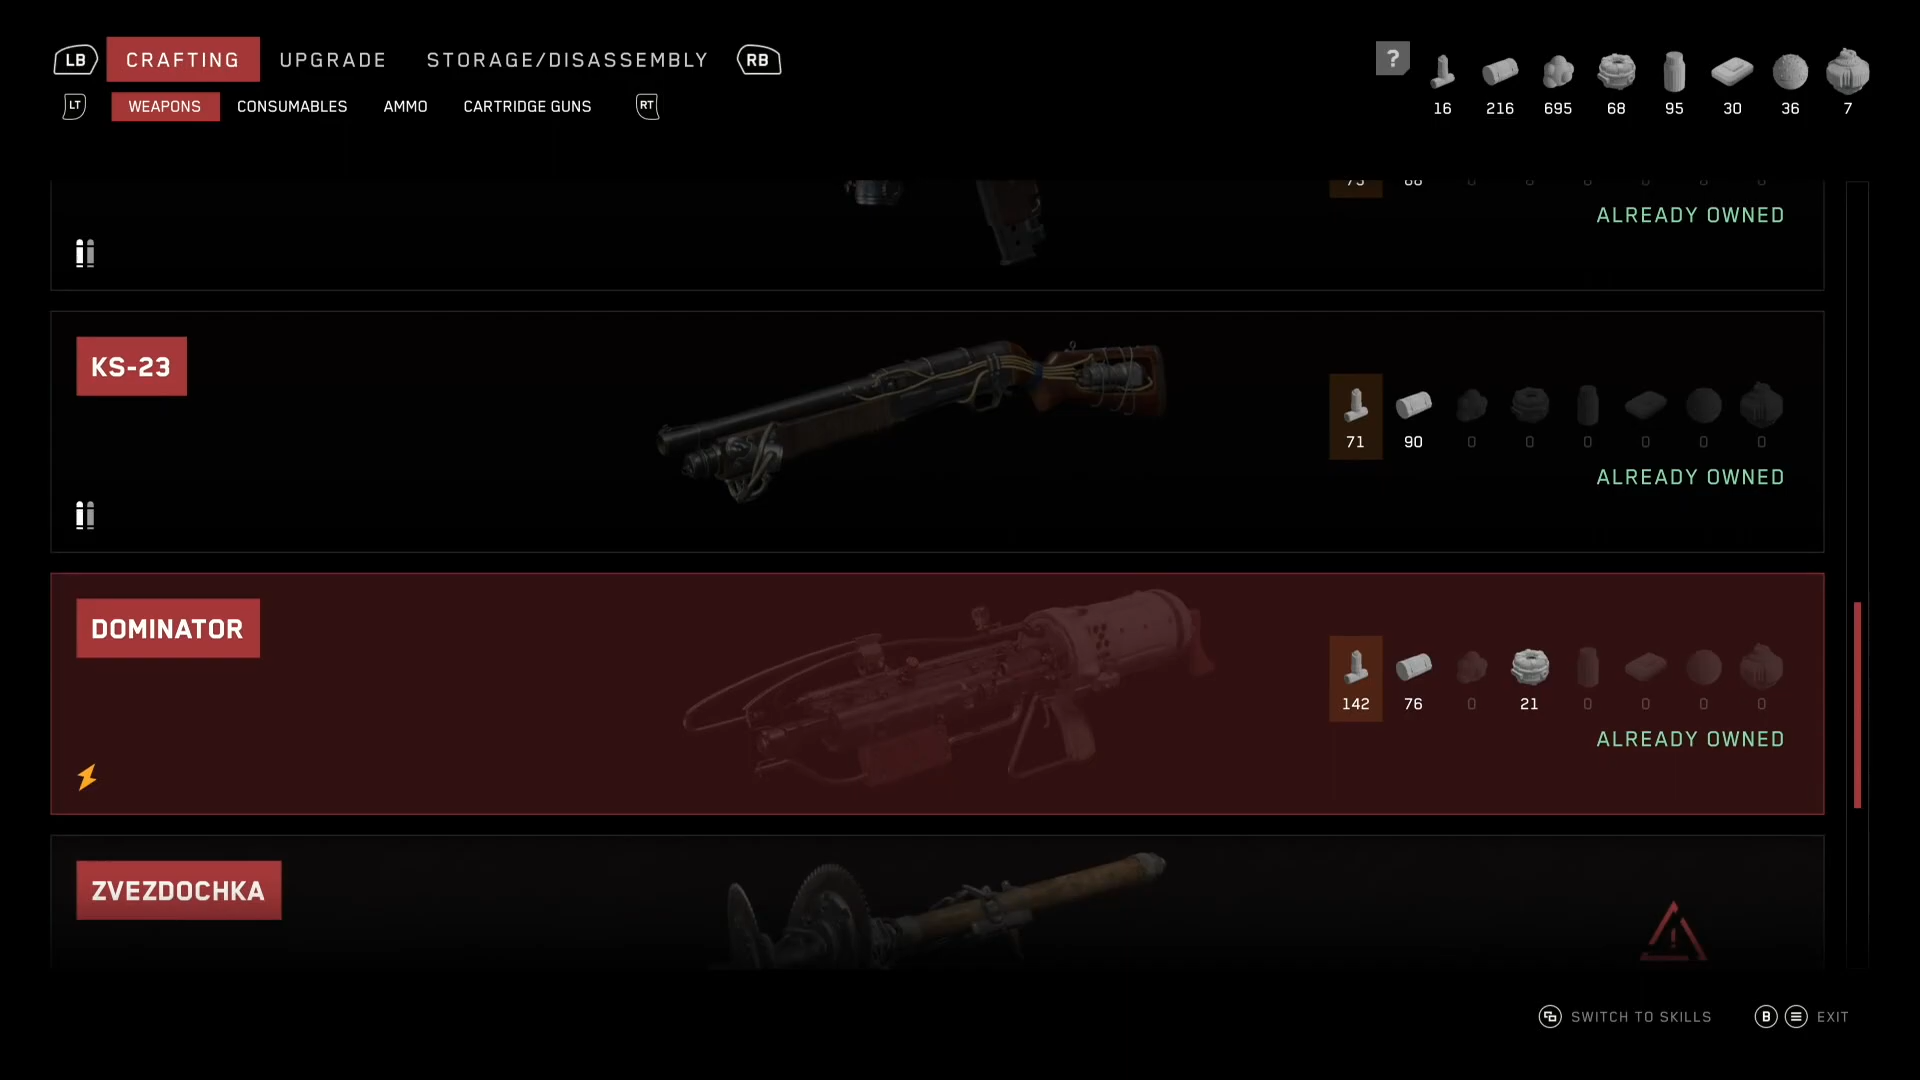 LB CRAFTING UPGRADE STORAGE/DISASSEMBLY RB
LT WEAPONS CONSUMABLES AMMO CARTRIDGE GUNS RT
?
16 216 695 68 95 30 36 7
ALREADY OWNED
KS-23
71 90 0 0 0 0 0 0
ALREADY OWNED
DOMINATOR
142 76 0 21 0 0 0 0
ALREADY OWNED
ZVEZDOCHKA
SWITCH TO SKILLS B EXIT